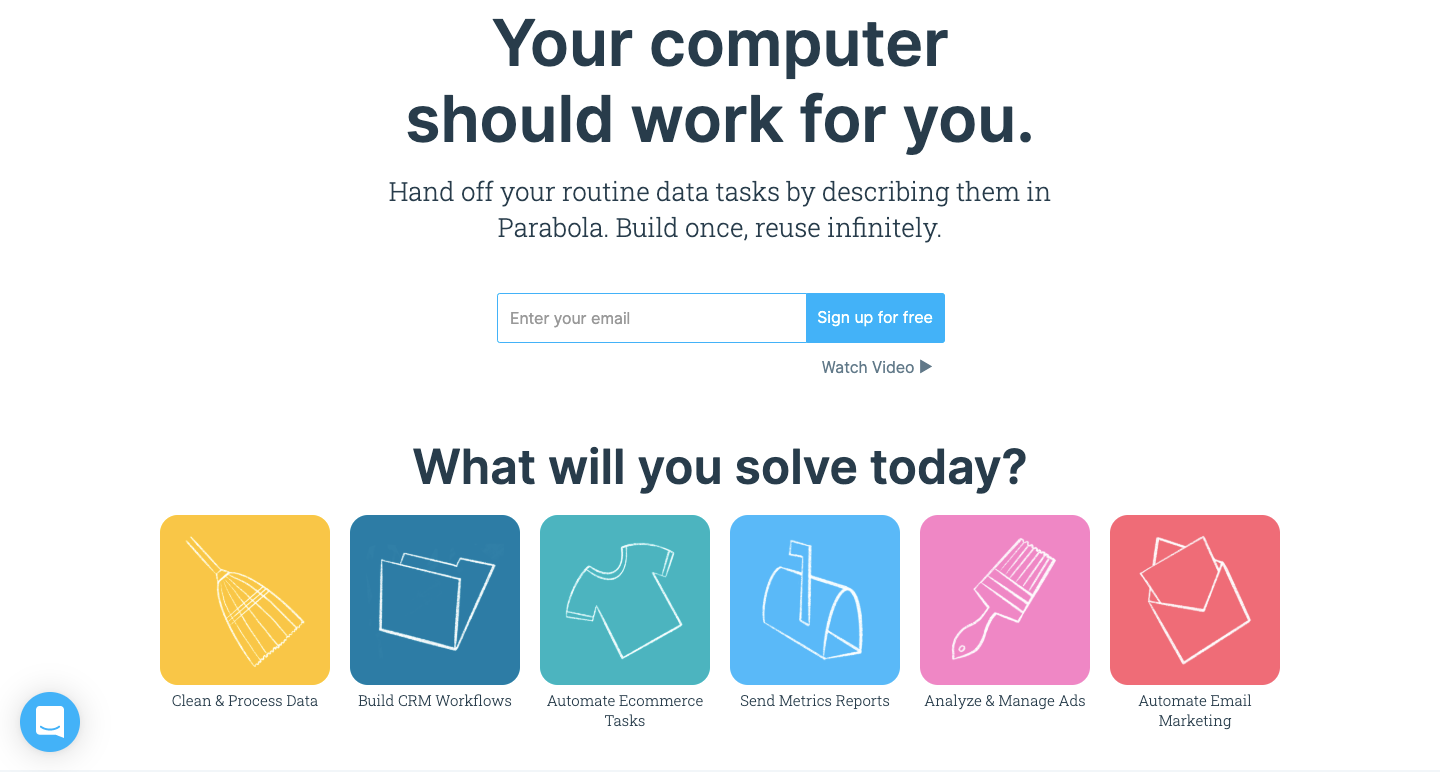 Your computer
should work for you.
Hand off your routine data tasks by describing them in
Parabola. Build once, reuse infinitely.
Enter your email
Sign up for free
Watch Video
What will you solve today?
Clean & Process Data
Build CRM Workflows
Automate Ecommerce
Tasks
Send Metrics Reports
Analyze & Manage Ads
Automate Email
Marketing